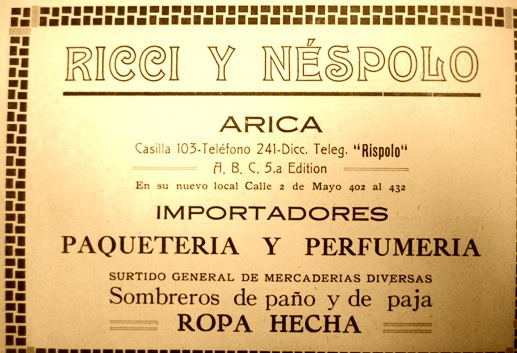 RICCI Y NÉSPOLO
ARICA
Casilla 103-Teléfono 241-Dicc. Teleg. "Rispolo"
A. B. C. 5.a Edition
En su nuevo local Calle 2 de Mayo 402 al 432
IMPORTADORES
PAQUETERIA Y PERFUMERIA
SURTIDO GENERAL DE MERCADERIAS DIVERSAS
Sombreros de paño y de paja
ROPA HECHA